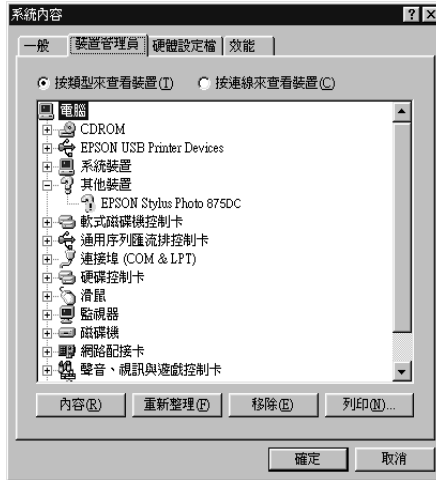 系統內容
一般 裝置管理員 硬體設定檔 效能
按類型來查看裝置(I) 按連線來查看裝置(C)
電腦
CDROM
EPSON USB Printer Devices
系統裝置
其他裝置
EPSON Stylus Photo 875DC
軟式磁碟機控制卡
通用序列匯流排控制卡
連接埠 (COM & LPT)
硬碟控制卡
滑鼠
監視器
磁碟機
網路配接卡
聲音、視訊與遊戲控制卡
內容(R) 重新整理(F) 移除(E) 列印(N)...
確定 取消